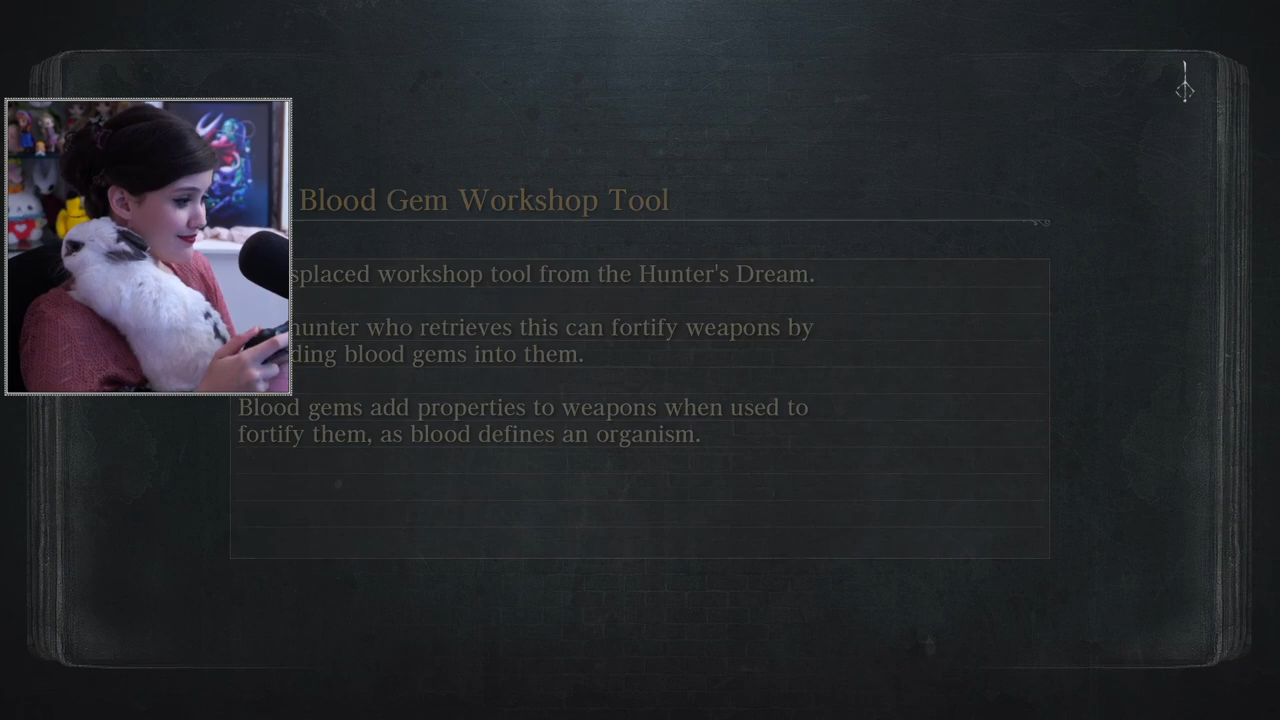 Blood Gem Workshop Tool
workshop tool from the Hunter's Dream.
hunter who retrieves this can fortify weapons by
blood gems into them.
Blood gems add properties to weapons when used to
fortify them, as blood defines an organism.